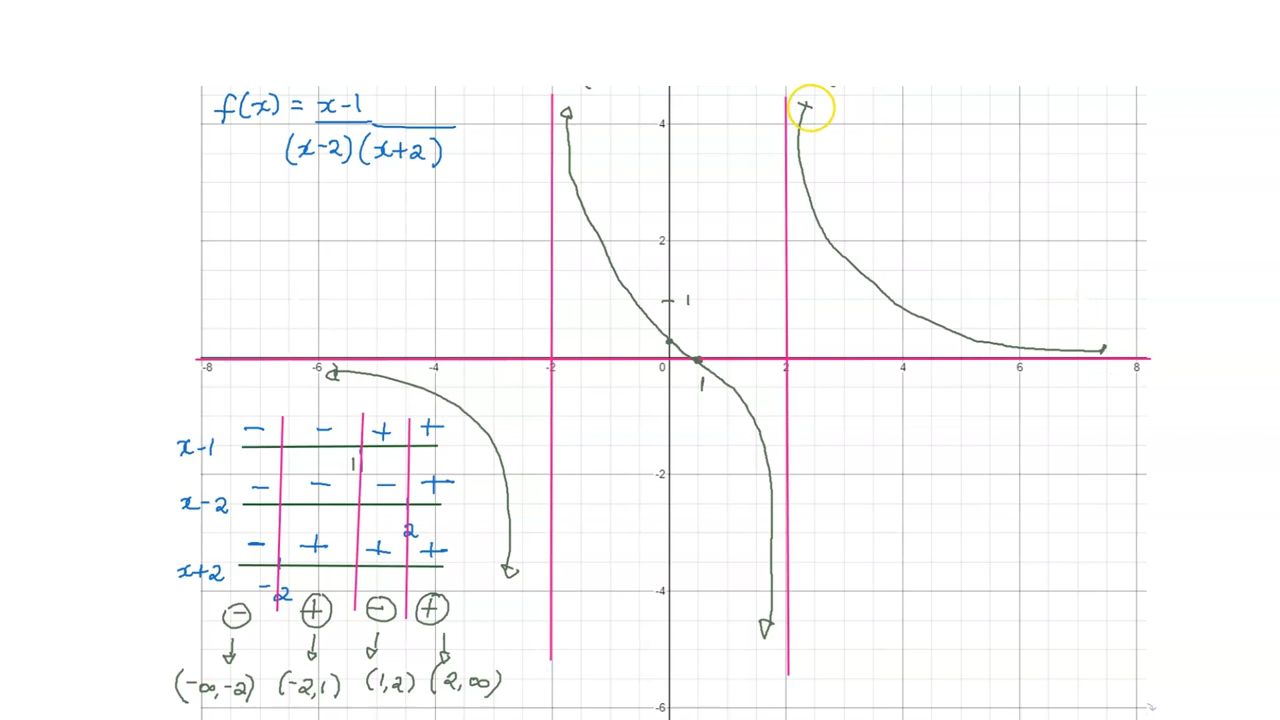 f(x) = x-1
(x-2)(x+2)
4
2
1
-8 -6 -4 -2 0 2 4 6 8
1
-2
-4
-6
x-1 - - + +
1
x-2 - - - +
2
x+2 - + + +
-2
- + - +
(-∞,-2) (-2,1) (1,2) (2,∞)